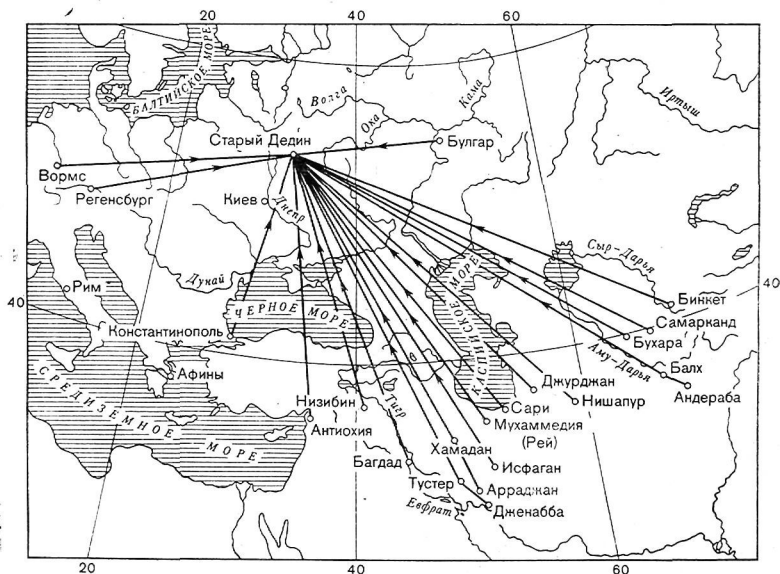 20
40
60
БАЛТИЙСКОЕ МОРЕ
Волга
Ока
Кама
Иртыш
Старый Дедин
Булгар
Вормс
Регенсбург
Киев
Днепр
Сыр-Дарья
Дунай
Рим
40
40
ЧЕРНОЕ МОРЕ
КАСПИЙСКОЕ МОРЕ
Биккет
Самарканд
Константинополь
Бухара
Аму-Дарья
Балх
Афины
Андераба
СРЕДИЗЕМНОЕ МОРЕ
Джурджан
Нишапур
Низибин
Тигр
Сари
Антиохия
Мухаммедия
(Рей)
Хамадан
Багдад
Исфаган
Тустер
Арраджан
Евфрат
Дженабба
20
40
60